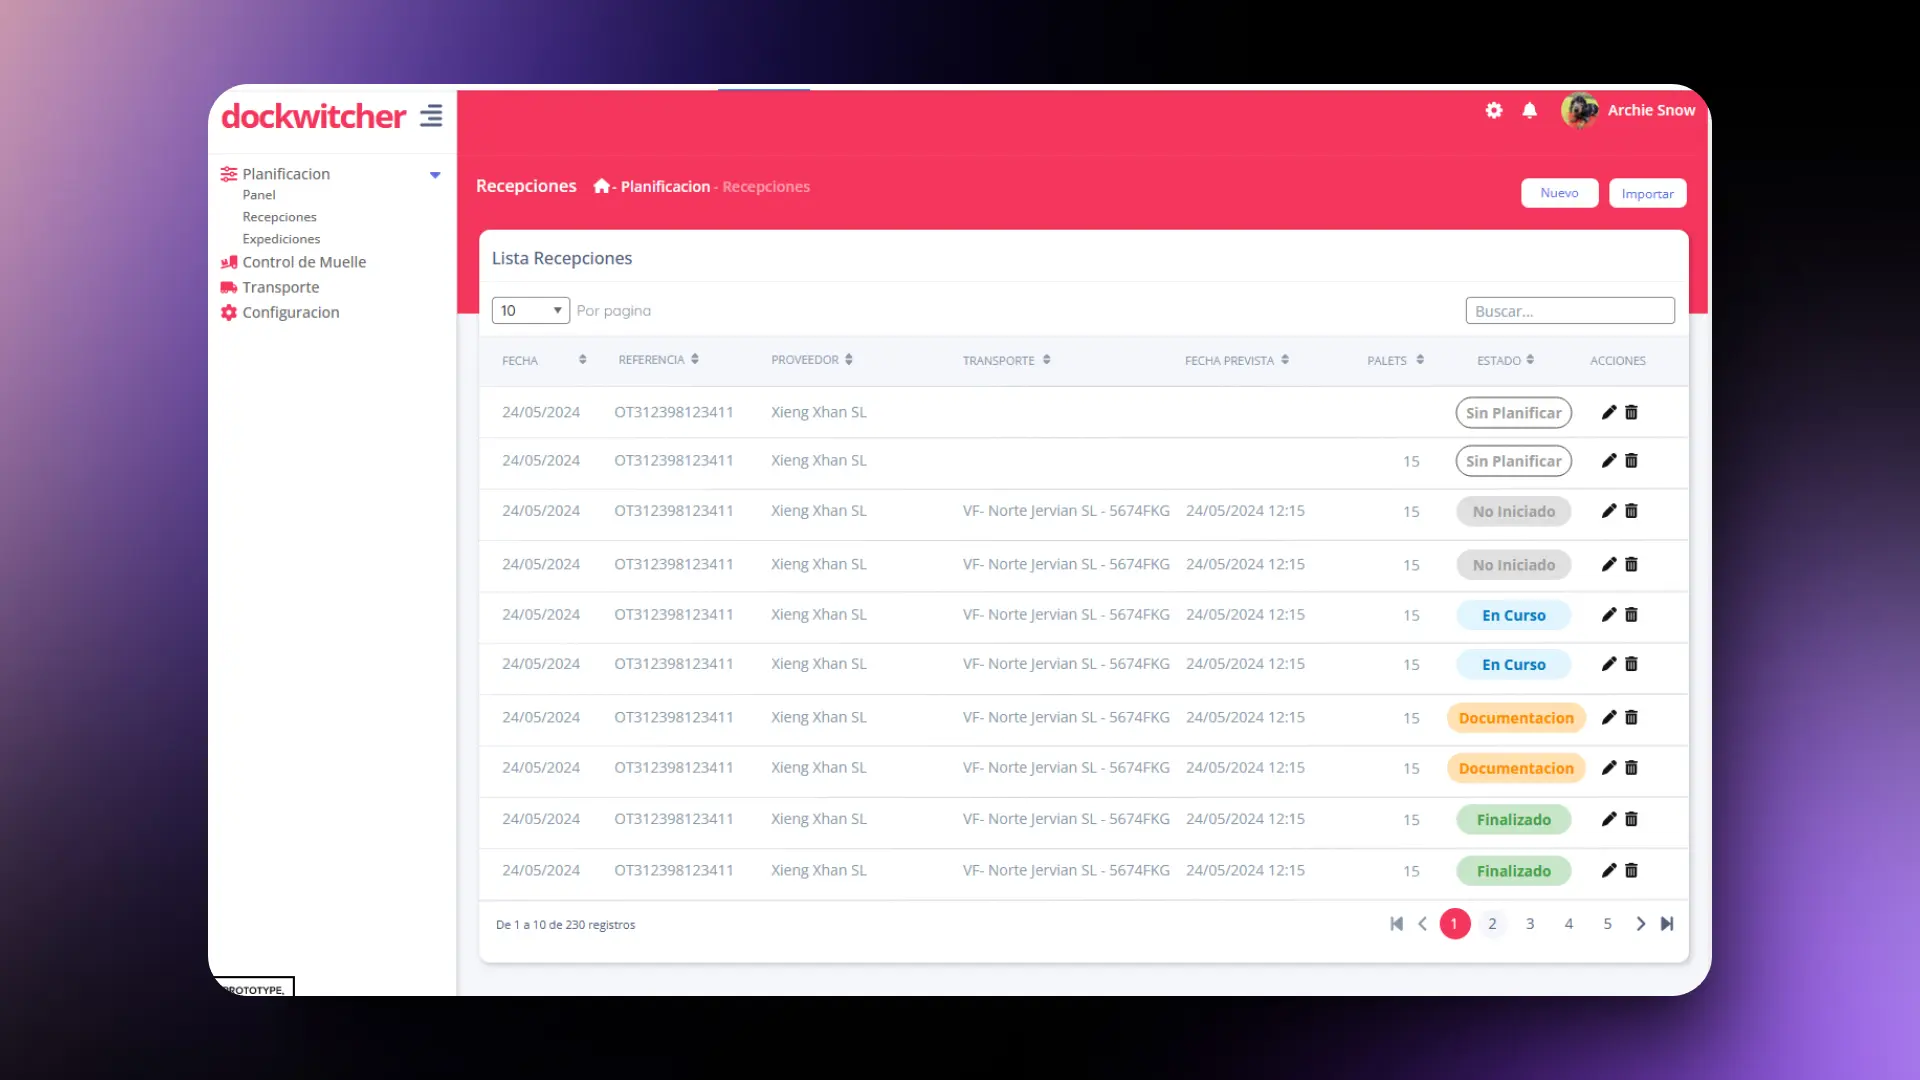 dockwitcher
Archie Snow
Planificacion
Panel
Recepciones
Expediciones
Control de Muelle
Transporte
Configuracion
Recepciones - Planificacion - Recepciones
Nuevo
Importar
Lista Recepciones
10 Por pagina
Buscar...
FECHA REFERENCIA PROVEEDOR TRANSPORTE FECHA PREVISTA PALETS ESTADO ACCIONES
24/05/2024 OT312398123411 Xieng Xhan SL Sin Planificar
24/05/2024 OT312398123411 Xieng Xhan SL 15 Sin Planificar
24/05/2024 OT312398123411 Xieng Xhan SL VF- Norte Jervian SL - 5674FKG 24/05/2024 12:15 15 No Iniciado
24/05/2024 OT312398123411 Xieng Xhan SL VF- Norte Jervian SL - 5674FKG 24/05/2024 12:15 15 No Iniciado
24/05/2024 OT312398123411 Xieng Xhan SL VF- Norte Jervian SL - 5674FKG 24/05/2024 12:15 15 En Curso
24/05/2024 OT312398123411 Xieng Xhan SL VF- Norte Jervian SL - 5674FKG 24/05/2024 12:15 15 En Curso
24/05/2024 OT312398123411 Xieng Xhan SL VF- Norte Jervian SL - 5674FKG 24/05/2024 12:15 15 Documentacion
24/05/2024 OT312398123411 Xieng Xhan SL VF- Norte Jervian SL - 5674FKG 24/05/2024 12:15 15 Documentacion
24/05/2024 OT312398123411 Xieng Xhan SL VF- Norte Jervian SL - 5674FKG 24/05/2024 12:15 15 Finalizado
24/05/2024 OT312398123411 Xieng Xhan SL VF- Norte Jervian SL - 5674FKG 24/05/2024 12:15 15 Finalizado
De 1 a 10 de 230 registros
1 2 3 4 5
PROTOTYPE,